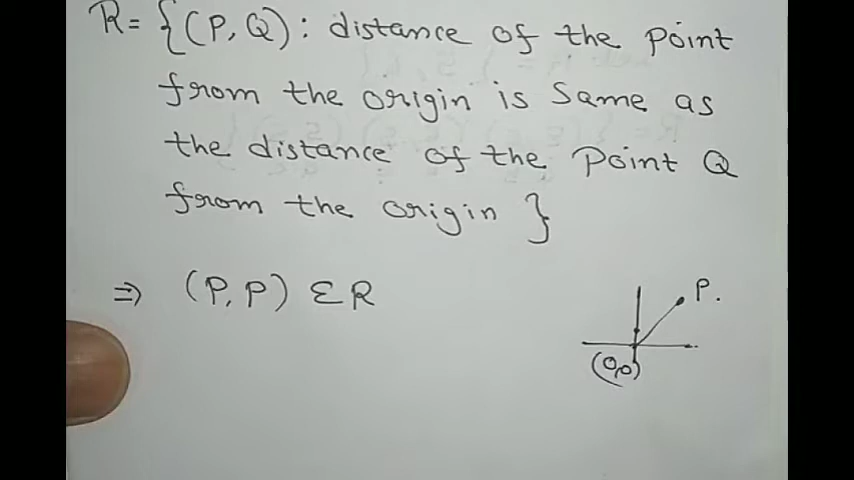 R = {(P, Q) : distance of the point
from the origin is same as
the distance of the point Q
from the origin }
⇒ (P, P) ∈ R
P.
(0,0)